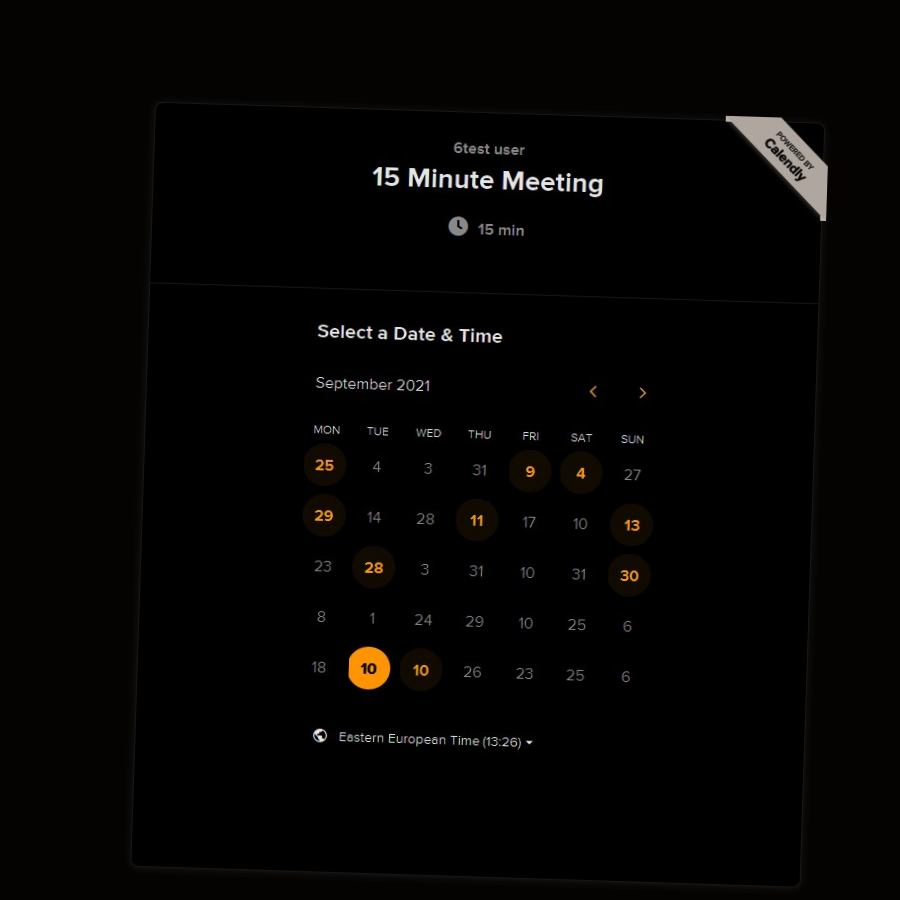 POWERED BY
Calendly
6test user
15 Minute Meeting
15 min
Select a Date & Time
September 2021
MON TUE WED THU FRI SAT SUN
25 4 3 31 9 4 27
29 14 28 11 17 10 13
23 28 3 31 10 31 30
8 1 24 29 10 25 6
18 10 10 26 23 25 6
Eastern European Time (13:26)